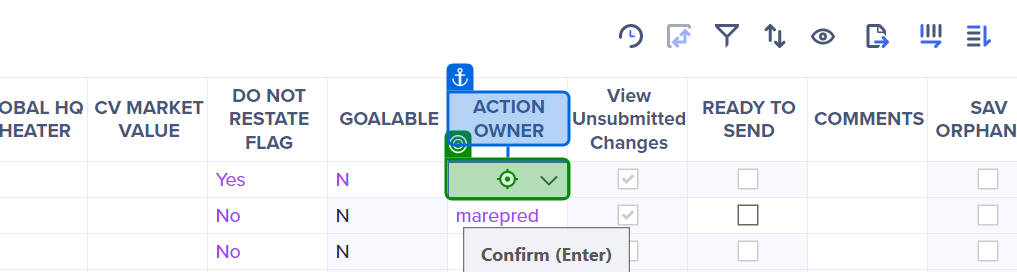 OBAL HQ
HEATER
CV MARKET
VALUE
DO NOT
RESTATE
FLAG
GOALABLE
ACTION
OWNER
View
Unsubmitted
Changes
READY TO
SEND
COMMENTS
SAV
ORPHAN
Yes
N
No
N
marepred
No
N
Confirm (Enter)